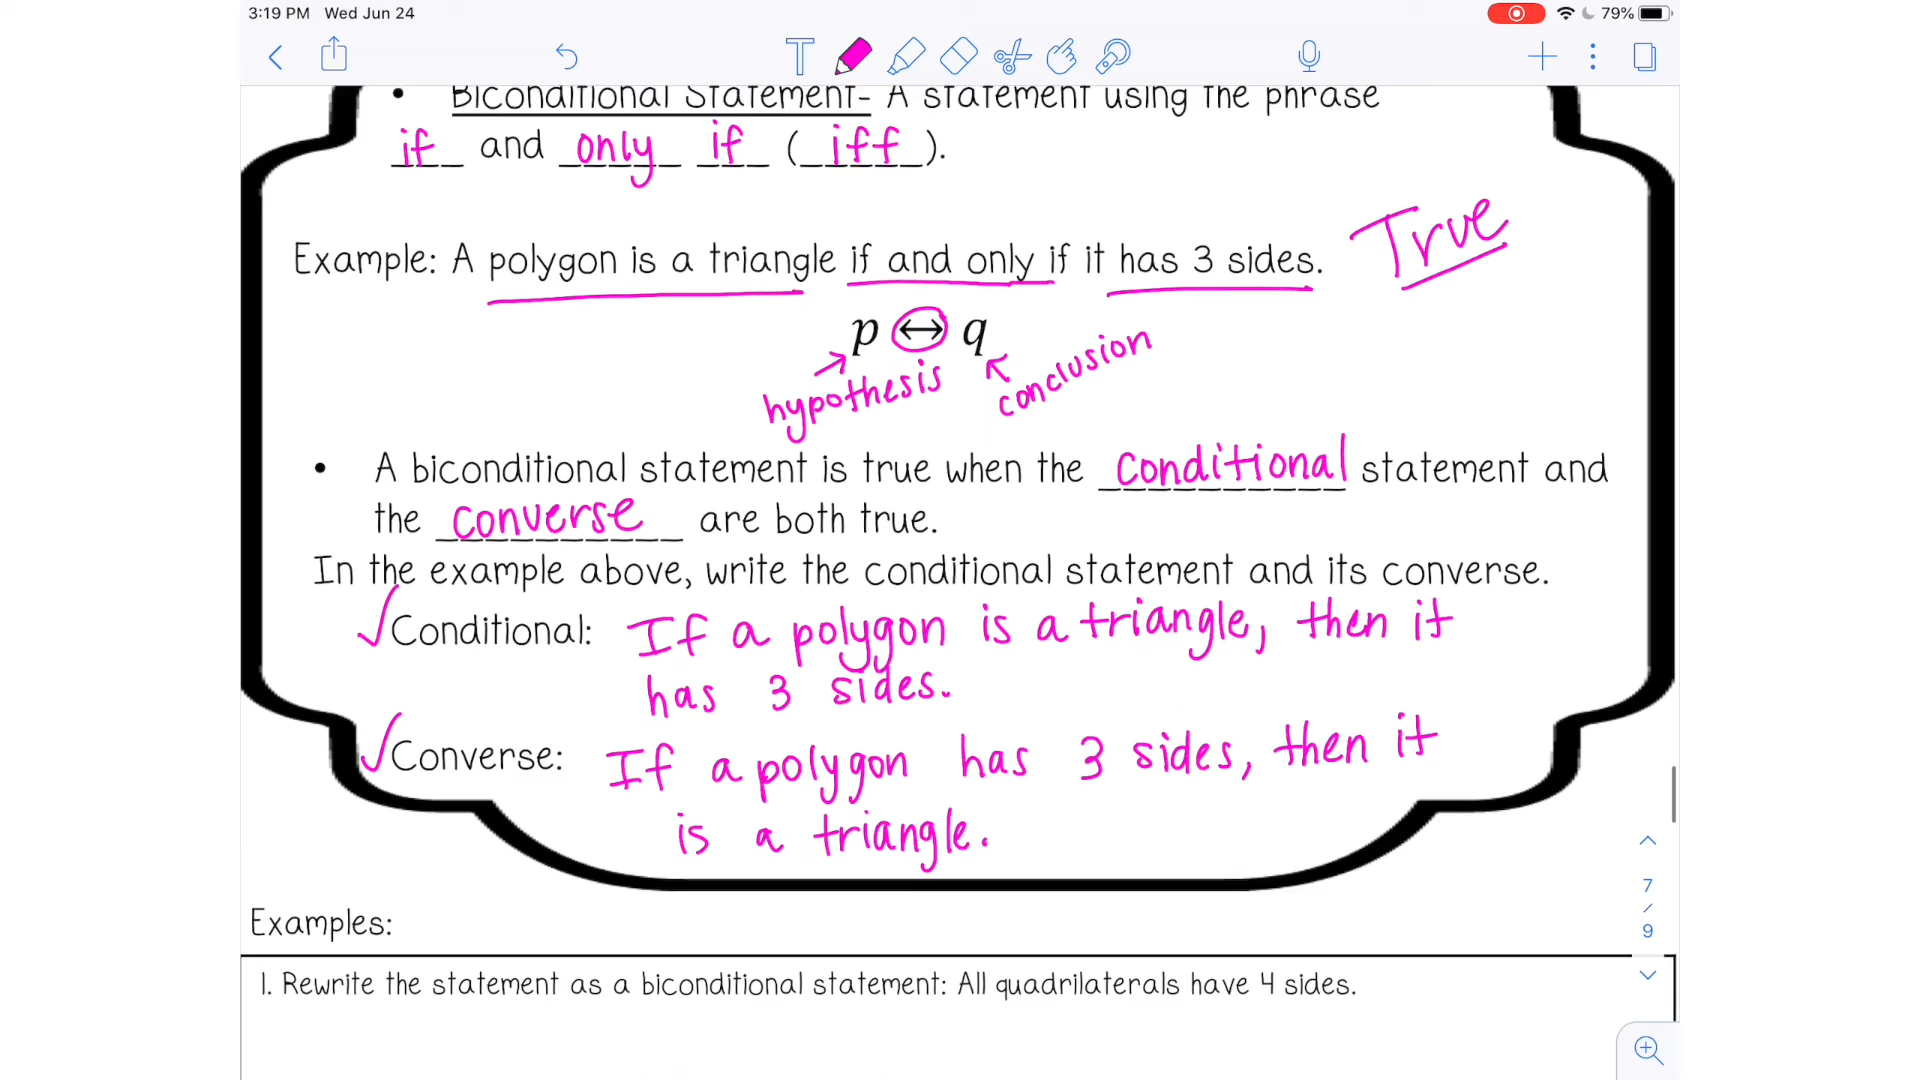 3:19 PM Wed Jun 24
79%
• Biconditional Statement- A statement using the phrase
if and only if (iff).
Example: A polygon is a triangle if and only if it has 3 sides. True
p ↔ q
hypothesis conclusion
• A biconditional statement is true when the conditional statement and
the converse are both true.
In the example above, write the conditional statement and its converse.
✓Conditional: If a polygon is a triangle, then it
has 3 sides.
✓Converse: If a polygon has 3 sides, then it
is a triangle.
7
/
9
Examples:
1. Rewrite the statement as a biconditional statement: All quadrilaterals have 4 sides.